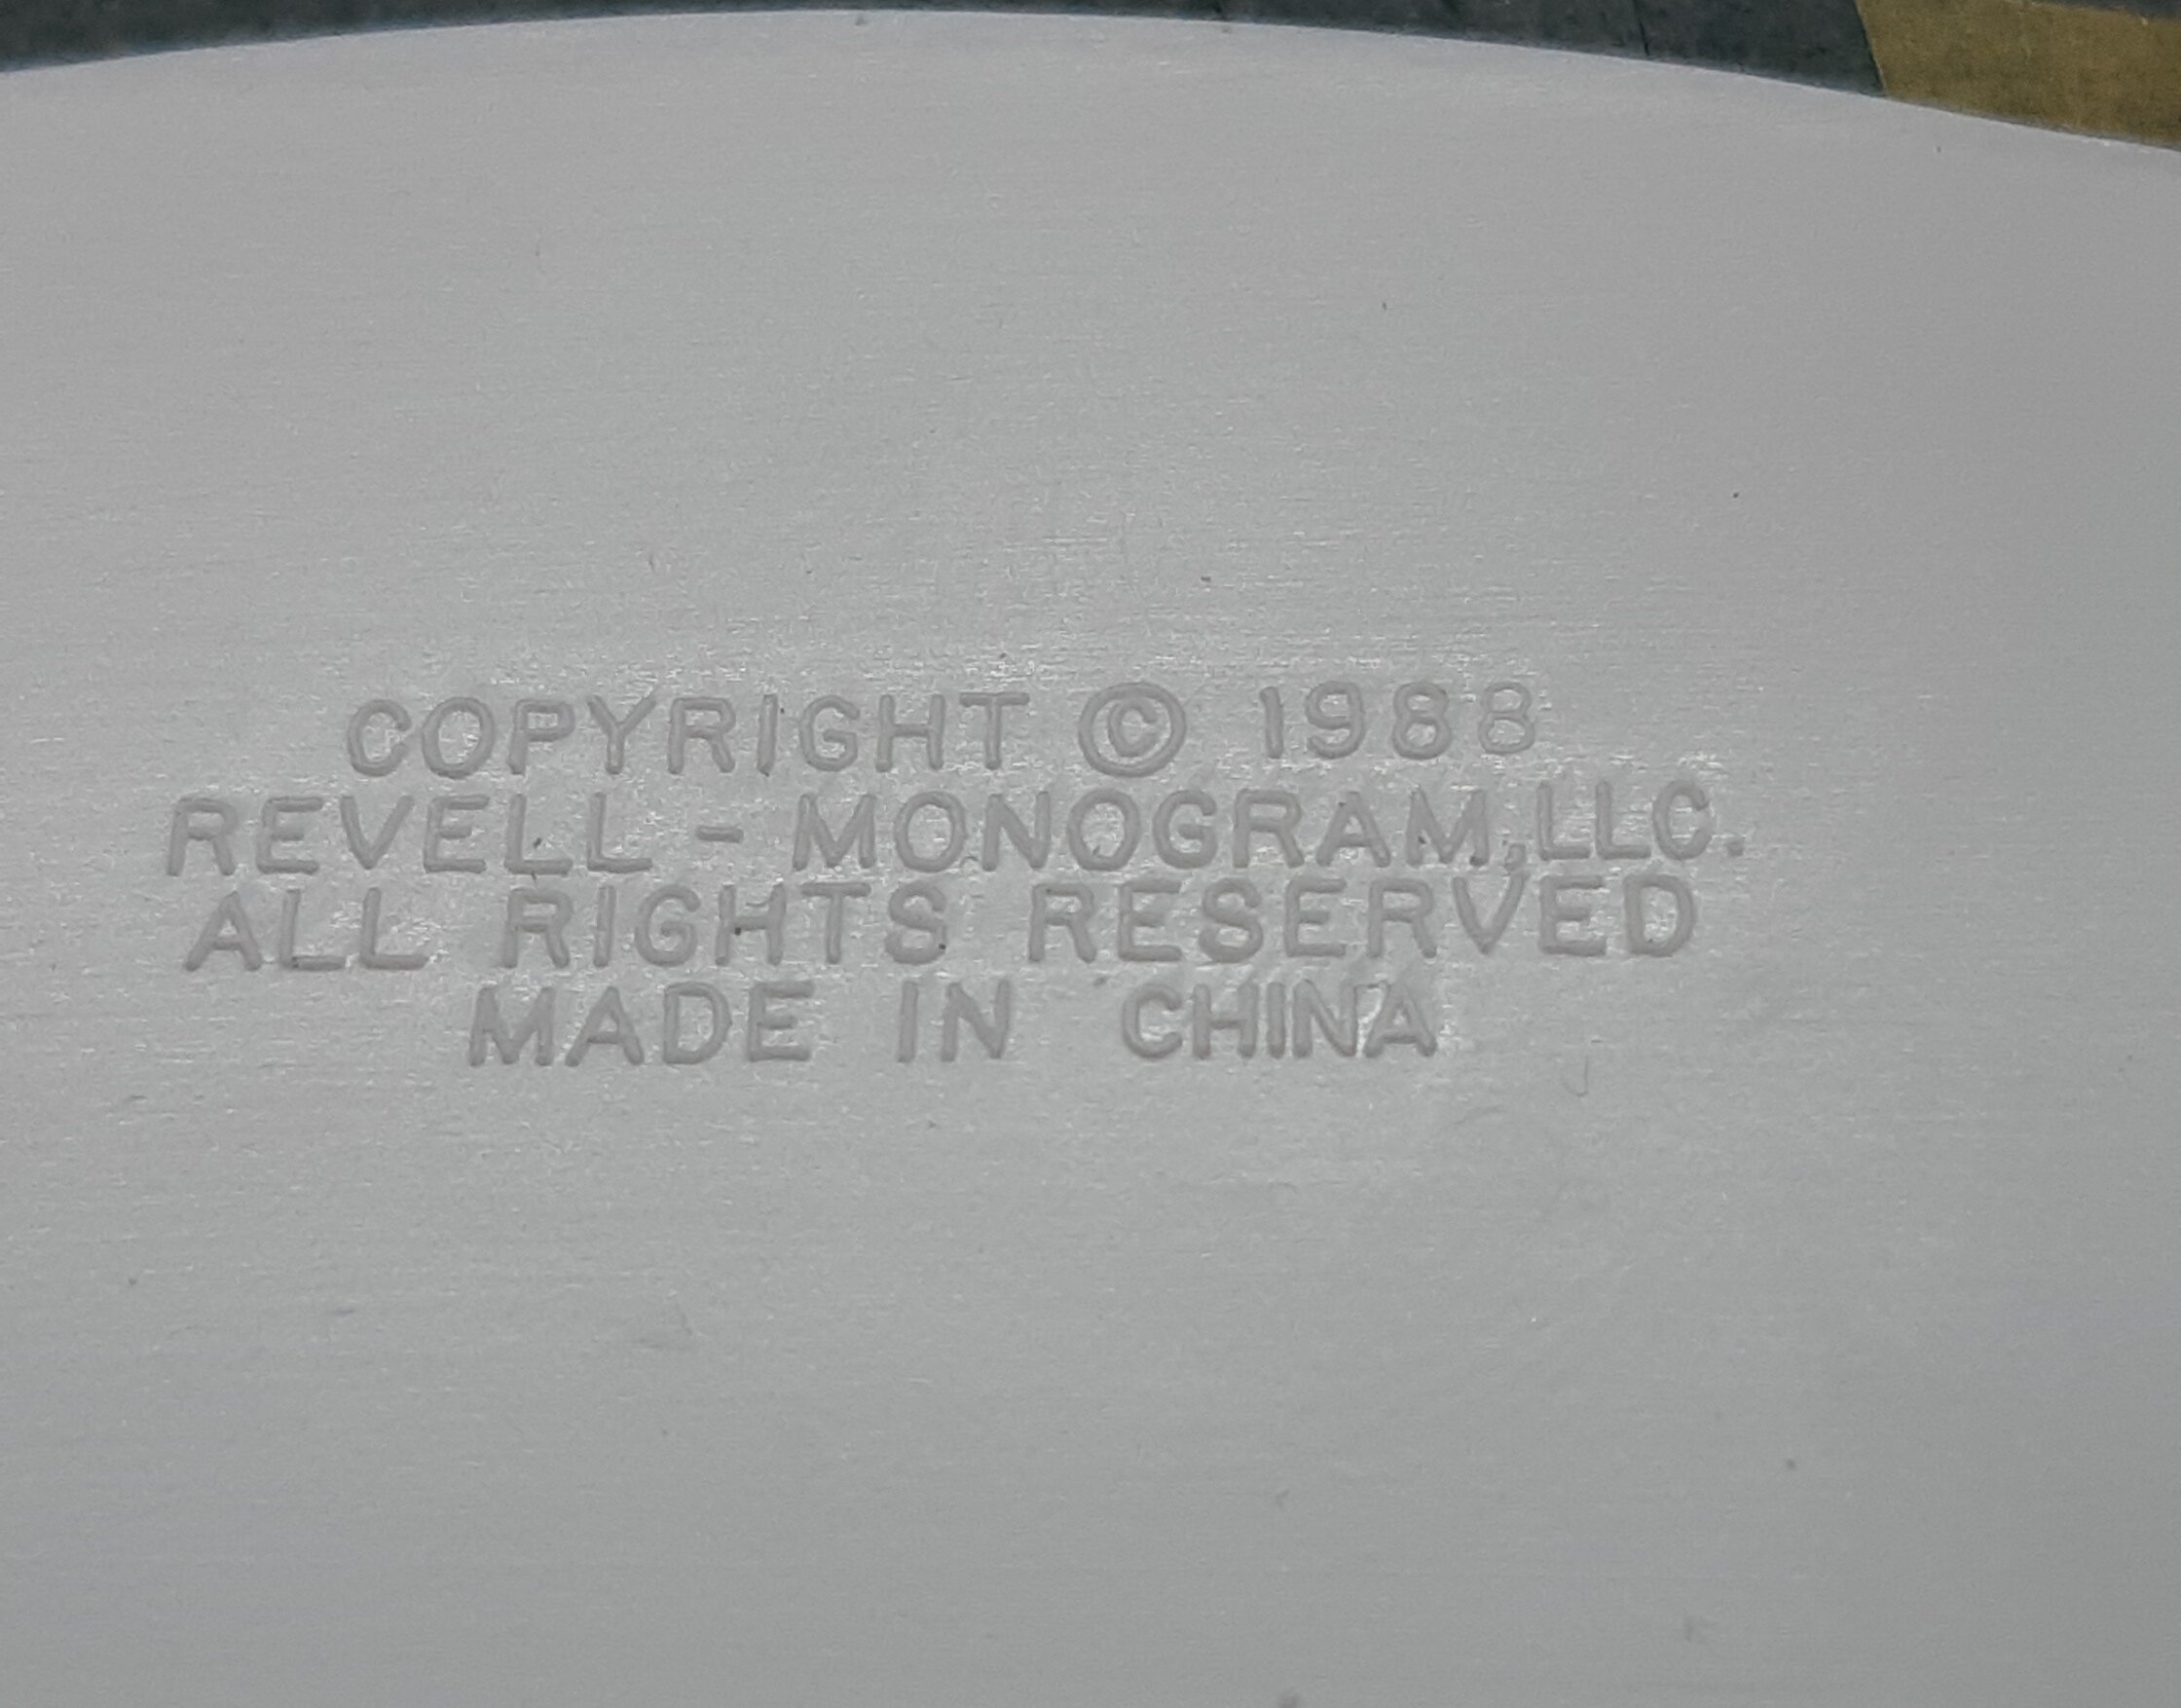 COPYRIGHT © 1988
REVELL - MONOGRAM,LLC.
ALL RIGHTS RESERVED
MADE IN CHINA